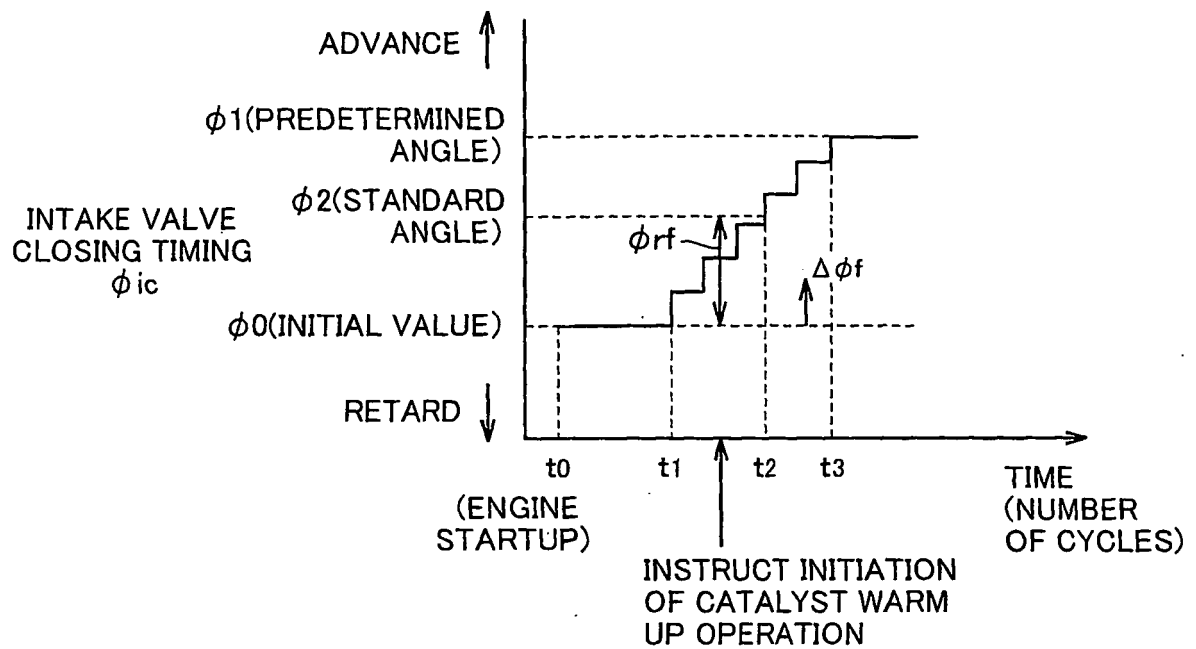 ADVANCE
ϕ1(PREDETERMINED
ANGLE)
ϕ2(STANDARD
ANGLE)
INTAKE VALVE
CLOSING TIMING
ϕic
ϕrf
Δϕf
ϕ0(INITIAL VALUE)
RETARD
t0
t1
t2
t3
(ENGINE
STARTUP)
TIME
(NUMBER
OF CYCLES)
INSTRUCT INITIATION
OF CATALYST WARM
UP OPERATION